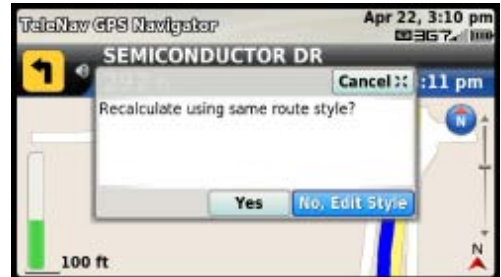 TeleNav GPS Navigator
Apr 22, 3:10 pm
3G
SEMICONDUCTOR DR
:11 pm
Cancel
Recalculate using same route style?
Yes
No, Edit Style
N
100 ft
N